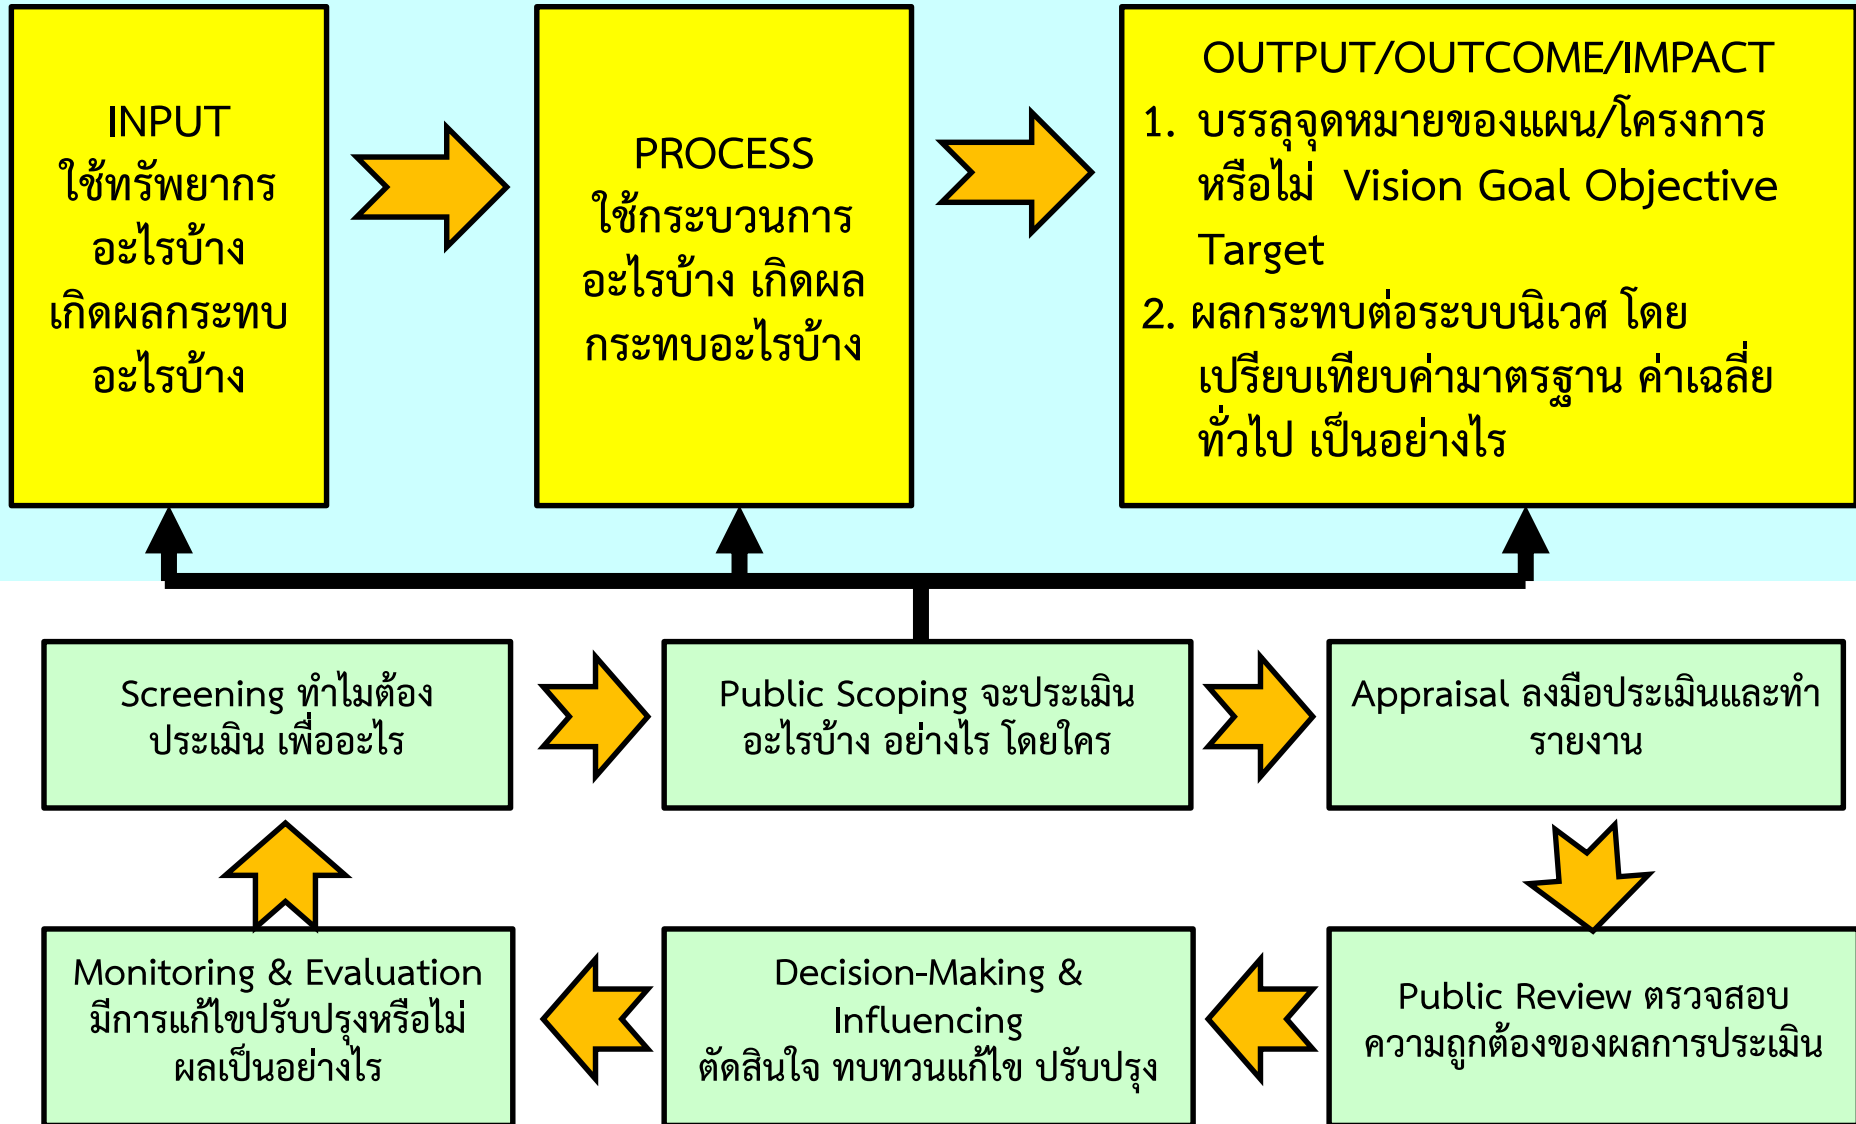 INPUT
ใช้ทรัพยากร
อะไรบ้าง
เกิดผลกระทบ
อะไรบ้าง
PROCESS
ใช้กระบวนการ
อะไรบ้าง เกิดผล
กระทบอะไรบ้าง
OUTPUT/OUTCOME/IMPACT
1. บรรลุจุดหมายของแผน/โครงการ
หรือไม่ Vision Goal Objective
Target
2. ผลกระทบต่อระบบนิเวศ โดย
เปรียบเทียบค่ามาตรฐาน ค่าเฉลี่ย
ทั่วไป เป็นอย่างไร
Screening ทำไมต้อง
ประเมิน เพื่ออะไร
Public Scoping จะประเมิน
อะไรบ้าง อย่างไร โดยใคร
Appraisal ลงมือประเมินและทำ
รายงาน
Public Review ตรวจสอบ
ความถูกต้องของผลการประเมิน
Decision-Making &
Influencing
ตัดสินใจ ทบทวนแก้ไข ปรับปรุง
Monitoring & Evaluation
มีการแก้ไขปรับปรุงหรือไม่
ผลเป็นอย่างไร